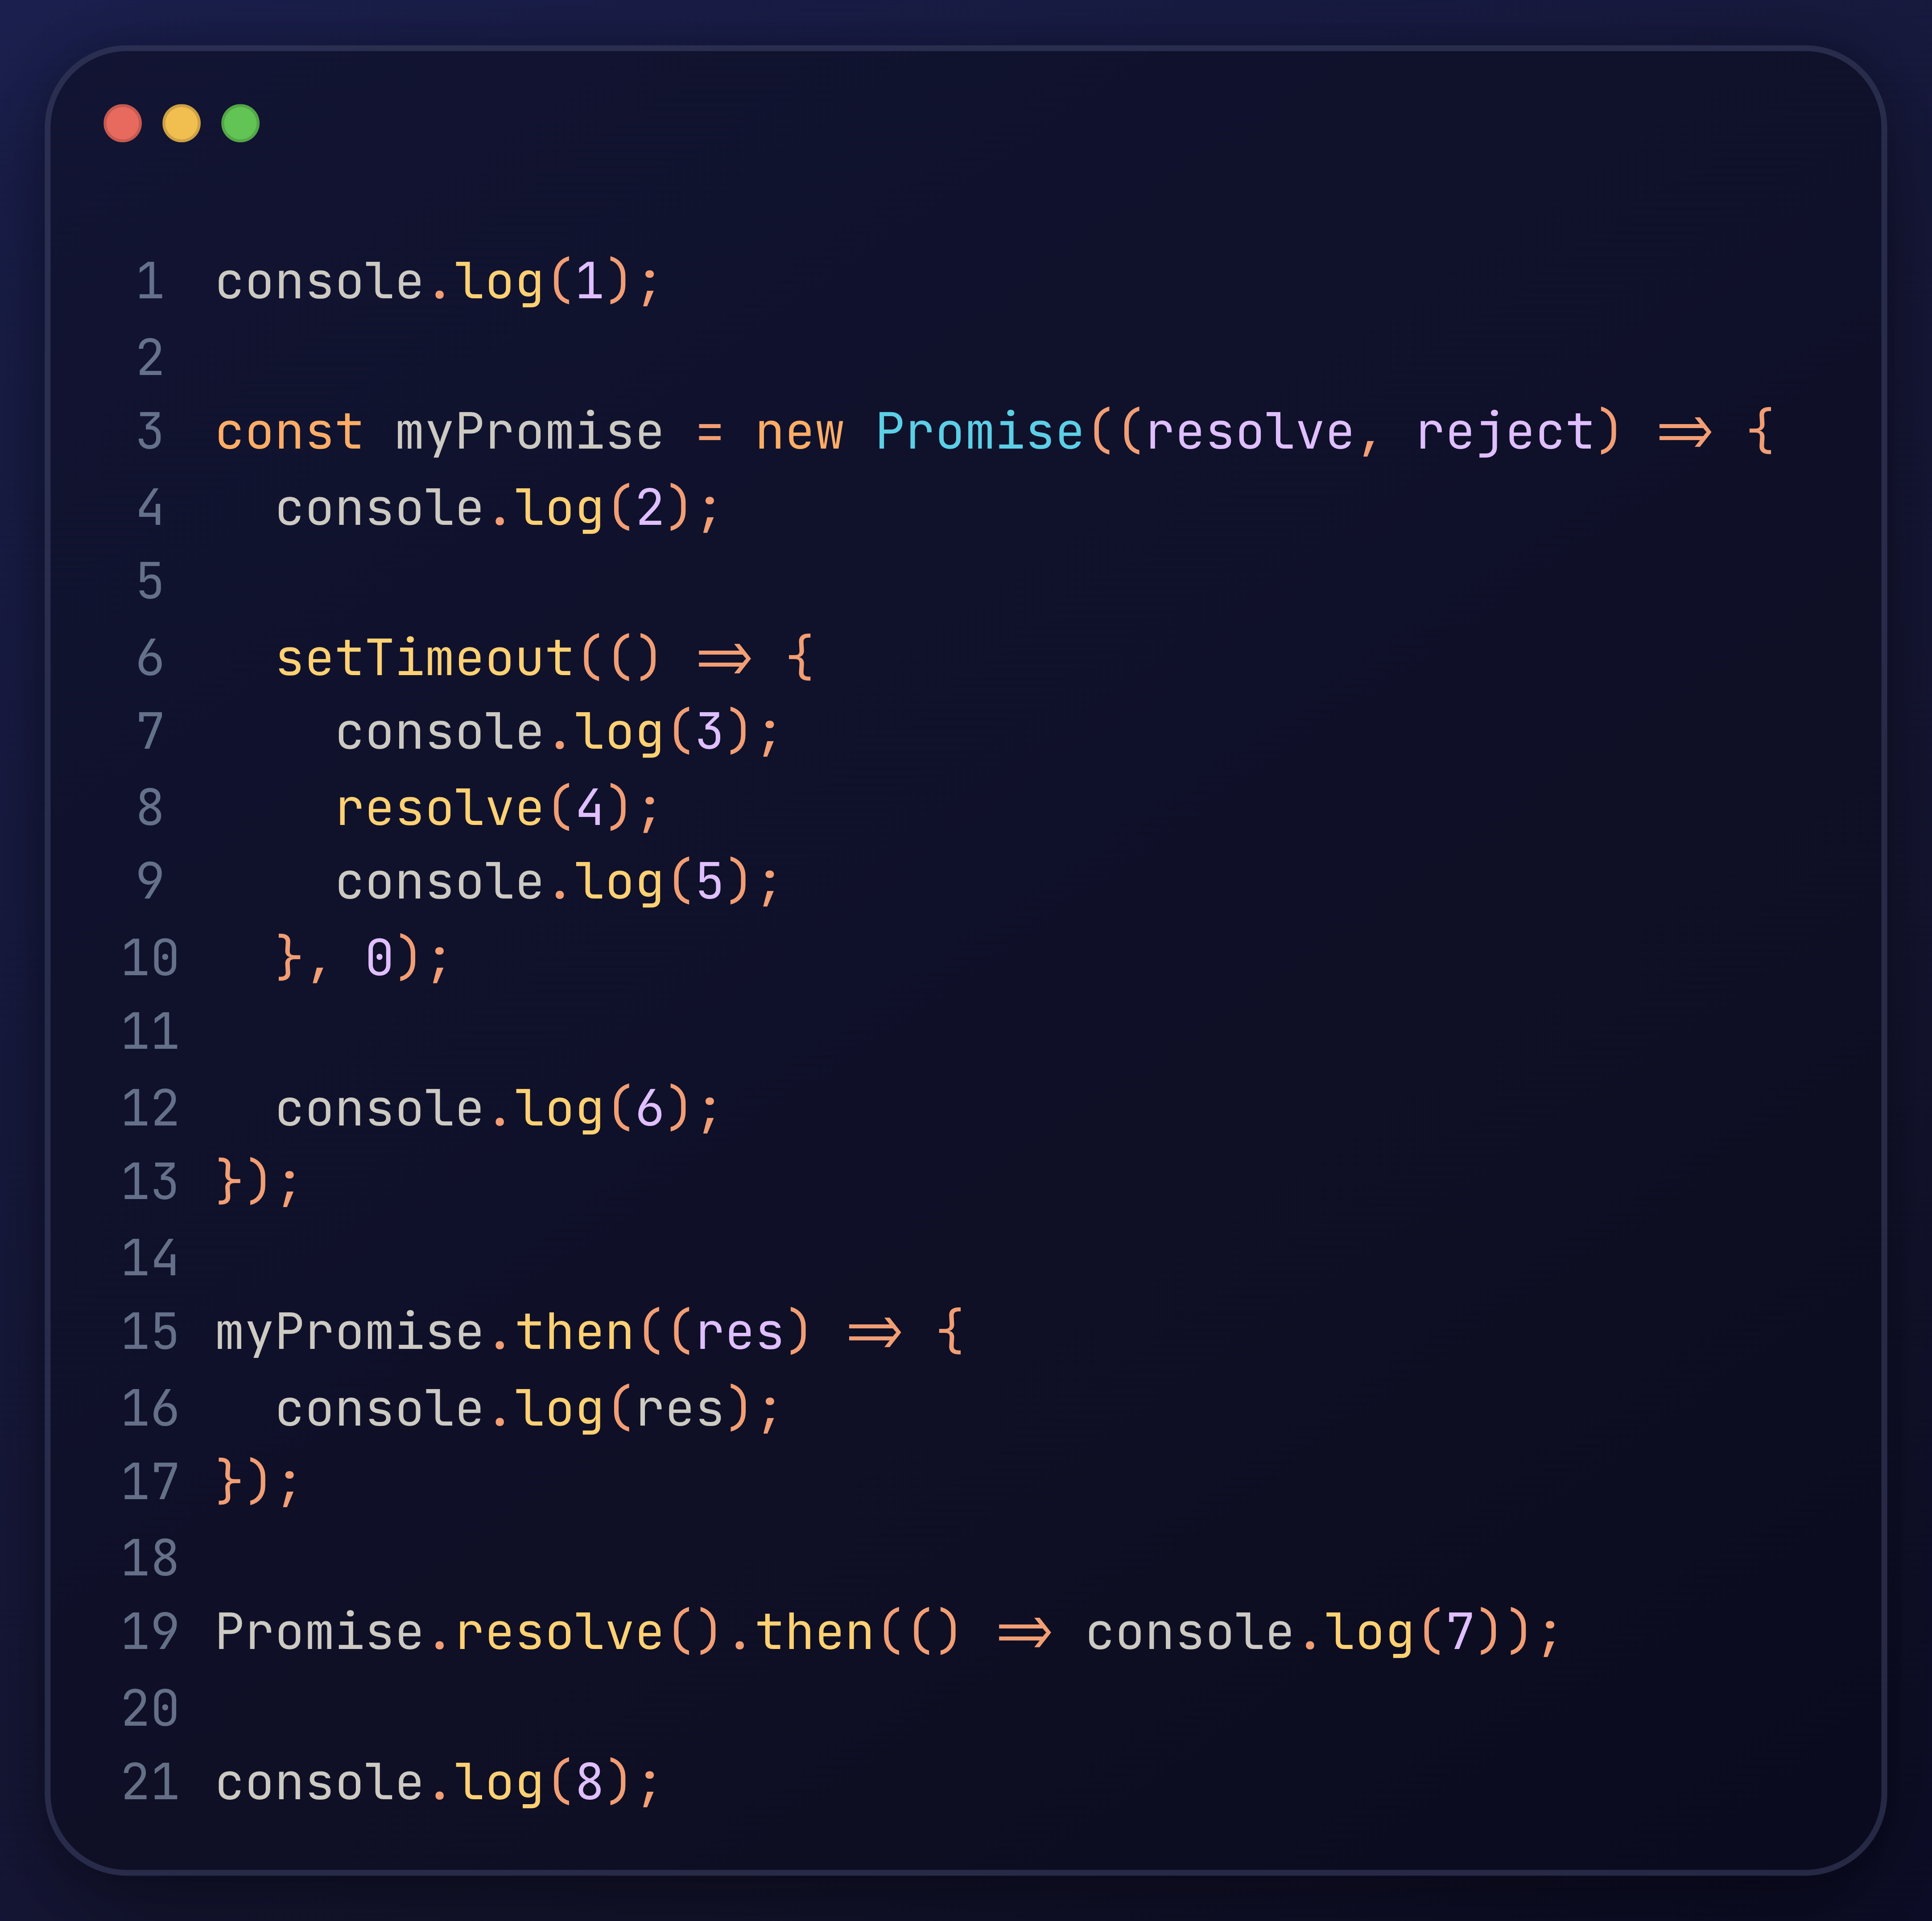 1 console.log(1);
2
3 const myPromise = new Promise((resolve, reject) => {
4   console.log(2);
5
6   setTimeout(() => {
7     console.log(3);
8     resolve(4);
9     console.log(5);
10   }, 0);
11
12   console.log(6);
13 });
14
15 myPromise.then((res) => {
16   console.log(res);
17 });
18
19 Promise.resolve().then(() => console.log(7));
20
21 console.log(8);